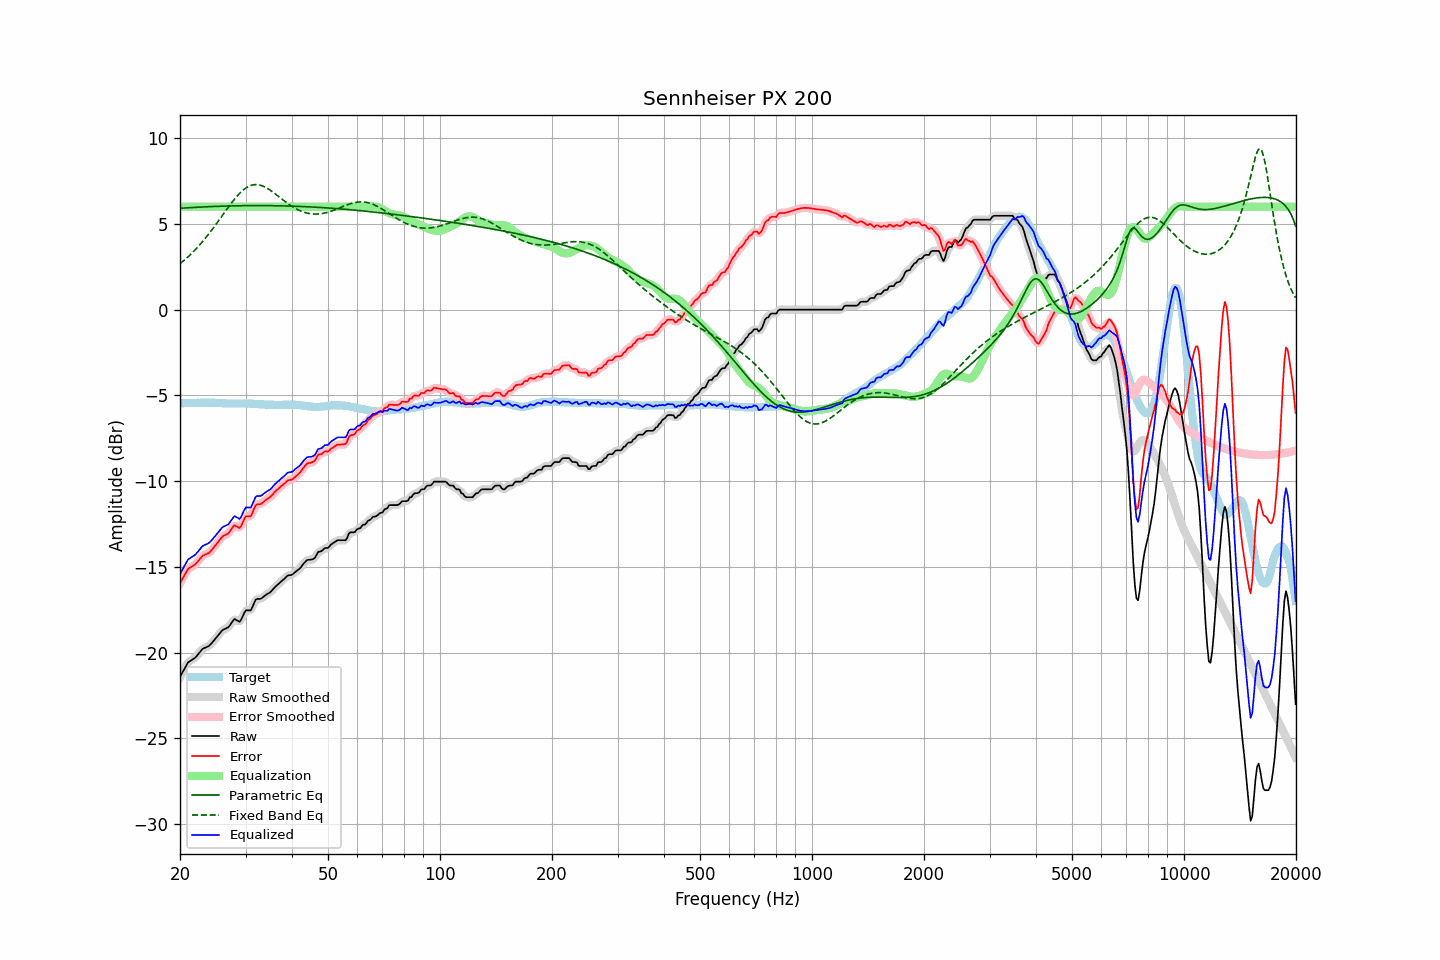 Sennheiser PX 200
10
5
0
−5
−10
−15
−20
−25
−30
Amplitude (dBr)
Target
Raw Smoothed
Error Smoothed
Raw
Error
Equalization
Parametric Eq
Fixed Band Eq
Equalized
20 50 100 200 500 1000 2000 5000 10000 20000
Frequency (Hz)